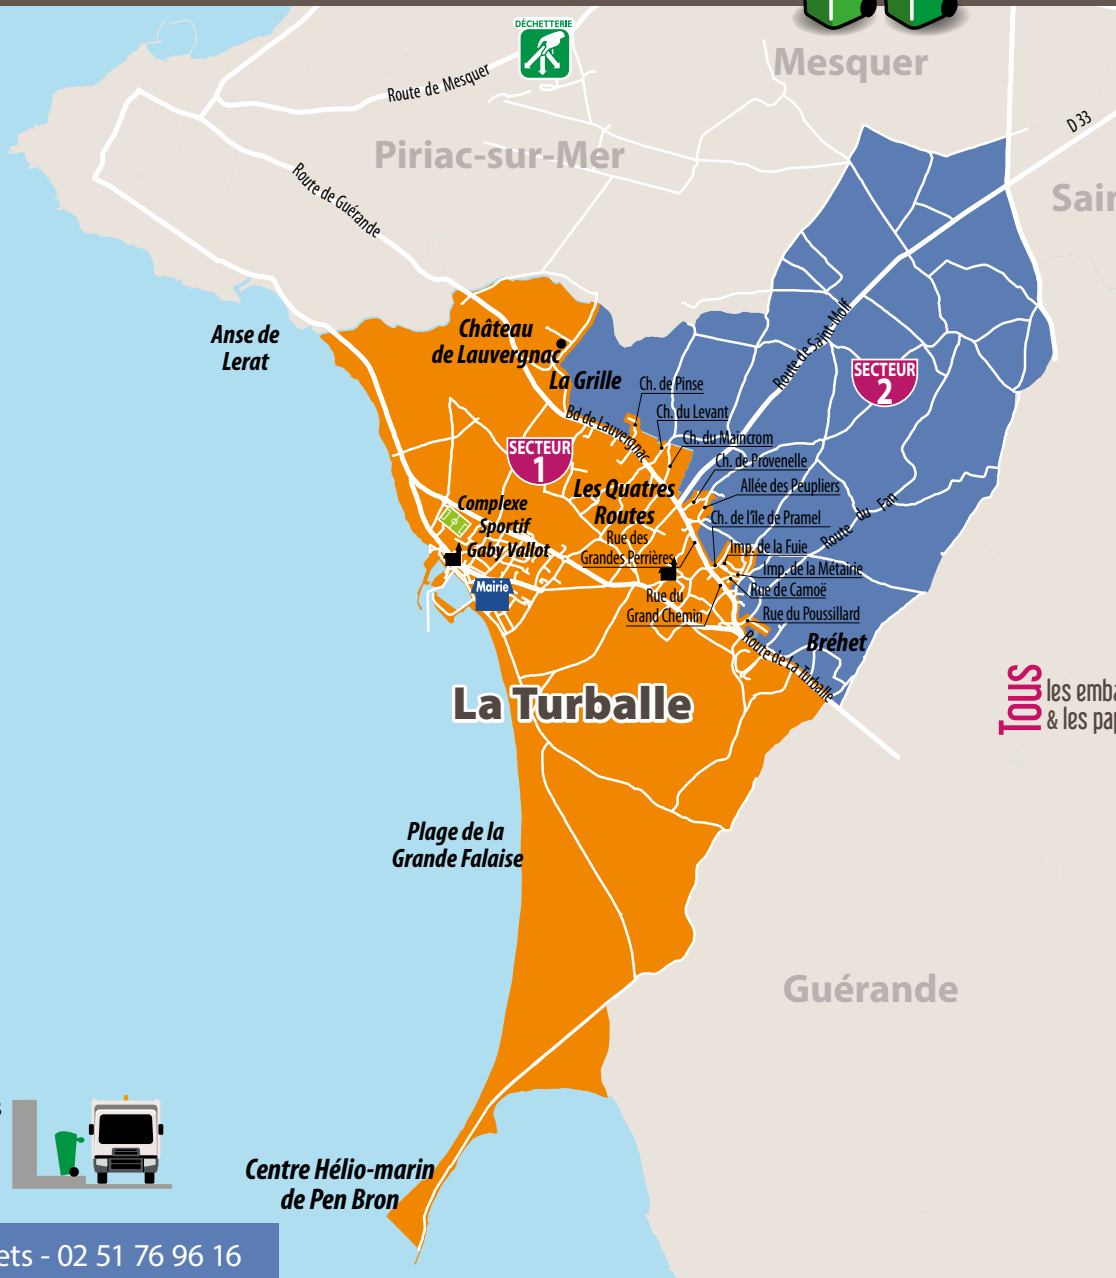 DÉCHETTERIE
Mesquer
Route de Mesquer
D 33
Piriac-sur-Mer
Route de Guérande
Anse de
Lerat
Château
de Lauvergnac
La Grille
Route de Saint-Molf
SECTEUR
2
Ch. de Pinse
Bd de Lauvergnac
Ch. du Levant
Ch. du Maincrom
SECTEUR
1
Ch. de Provenelle
Les Quatres
Routes
Allée des Peupliers
Complexe
Sportif
Gaby Vallot
Route du Fan
Ch. de l'île de Pramel
Rue des
Grandes Perrières
Imp. de la Fuie
Imp. de la Métairie
Mairie
Rue de Camoë
Rue du
Grand Chemin
Rue du Poussillard
Bréhet
Route de La Turballe
La Turballe
TOUS
les emba
& les pap
Plage de la
Grande Falaise
Guérande
Centre Hélio-marin
de Pen Bron
ets - 02 51 76 96 16